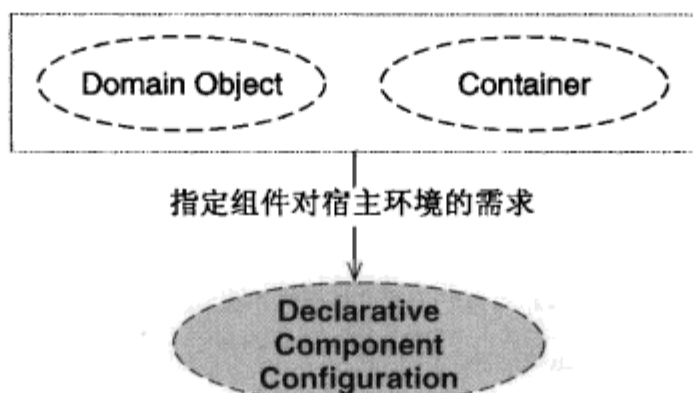 Domain Object
Container
指定组件对宿主环境的需求
Declarative
Component
Configuration